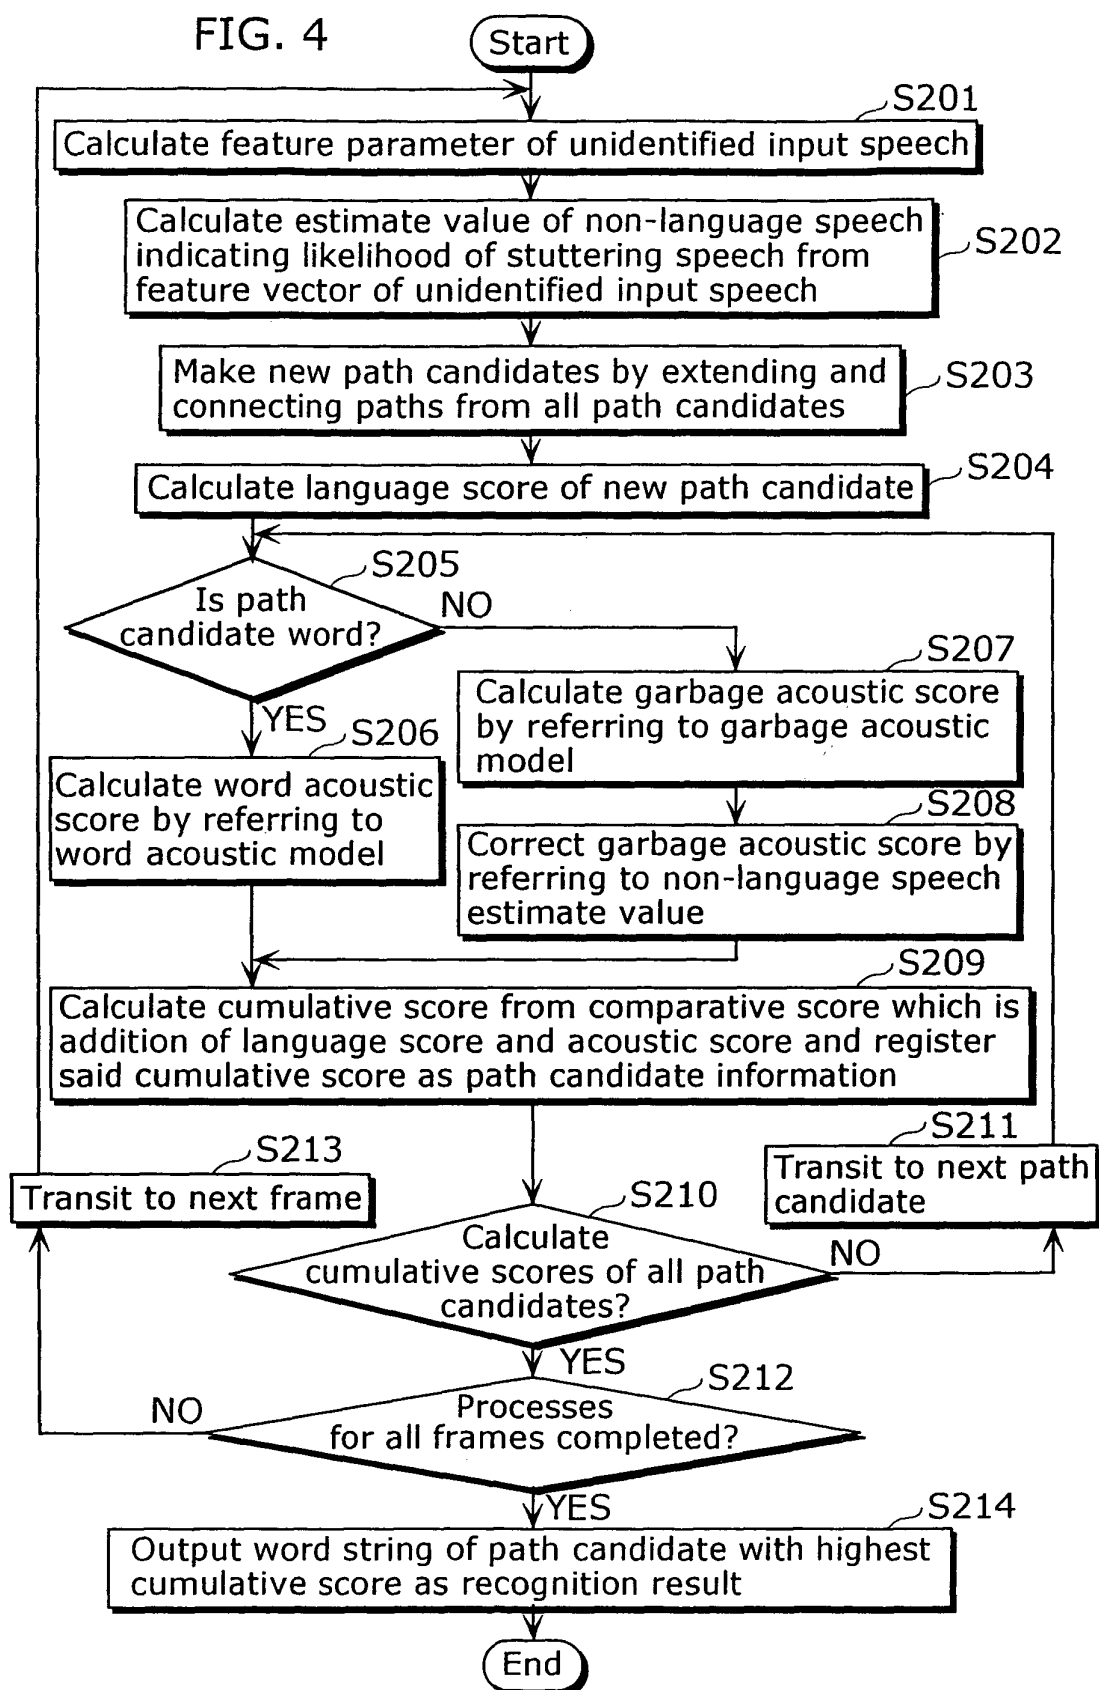 FIG. 4
Start
S201
Calculate feature parameter of unidentified input speech
Calculate estimate value of non-language speech
indicating likelihood of stuttering speech from
feature vector of unidentified input speech
S202
Make new path candidates by extending and
connecting paths from all path candidates
S203
S204
Calculate language score of new path candidate
S205
Is path
candidate word?
NO
YES
S206
Calculate word acoustic
score by referring to
word acoustic model
S207
Calculate garbage acoustic score
by referring to garbage acoustic
model
S208
Correct garbage acoustic score by
referring to non-language speech
estimate value
S209
Calculate cumulative score from comparative score which is
addition of language score and acoustic score and register
said cumulative score as path candidate information
S213
Transit to next frame
S211
Transit to next path
candidate
S210
Calculate
cumulative scores of all path
candidates?
NO
YES
S212
Processes
for all frames completed?
NO
YES
S214
Output word string of path candidate with highest
cumulative score as recognition result
End